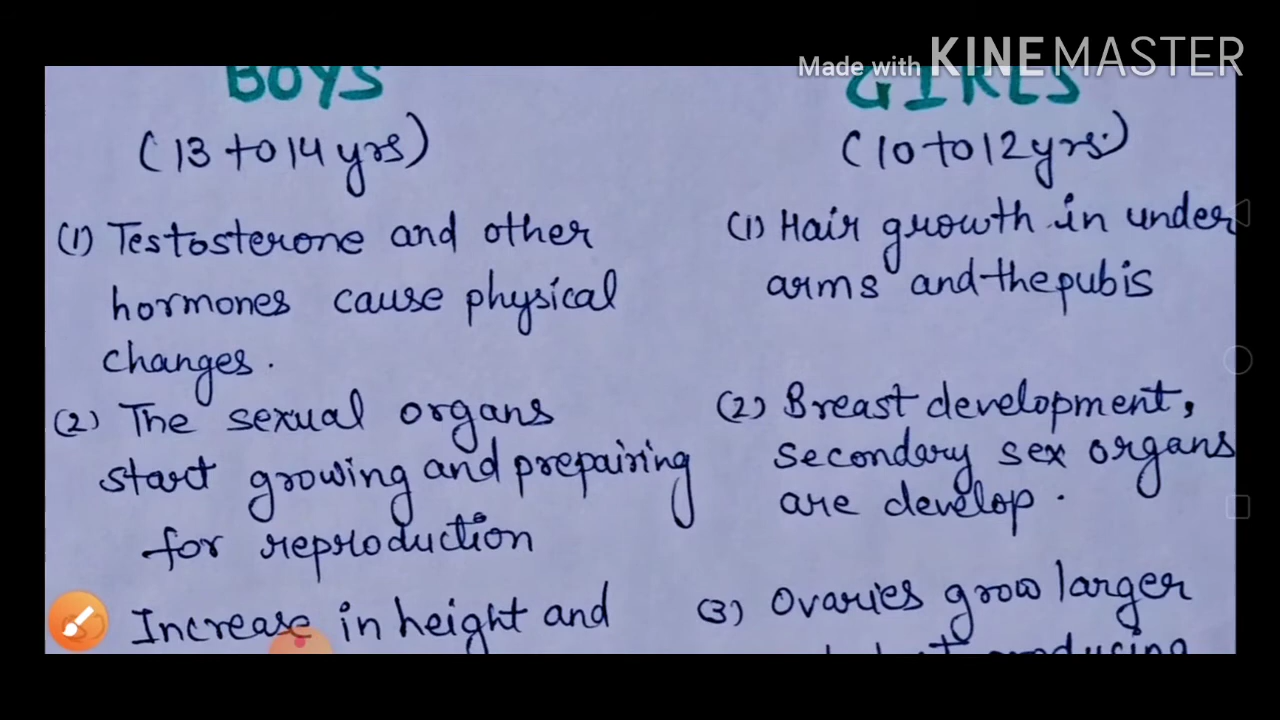 Made with KINEMASTER
BOYS
(13 to 14 yrs)
(1) Testosterone and other
hormones cause physical
changes.
(2) The sexual organs
start growing and prepairing
for reproduction
Increase in height and
GIRLS
(10 to 12 yrs.)
(1) Hair growth in under
arms and the pubis
(2) Breast development,
secondary sex organs
are develop.
(3) Ovaries grow larger
producing